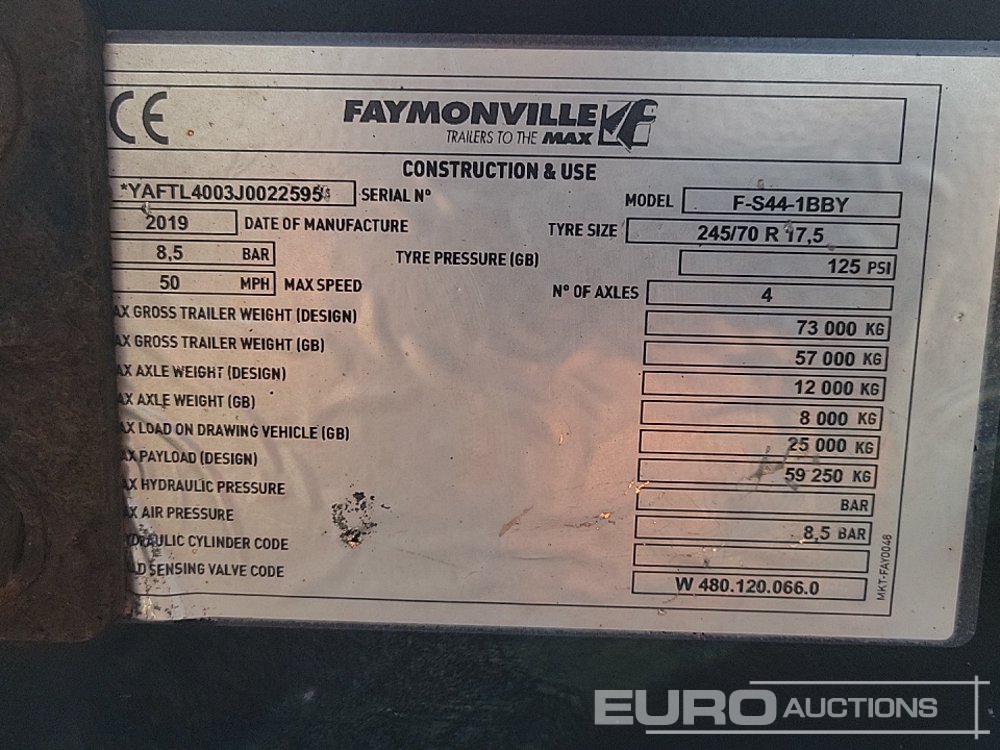 CE FAYMONVILLE
TRAILERS TO THE MAX
CONSTRUCTION & USE
*YAFTL4003J0022595* SERIAL N° MODEL F-S44-1BBY
2019 DATE OF MANUFACTURE TYRE SIZE 245/70 R 17,5
8,5 BAR TYRE PRESSURE (GB) 125 PSI
50 MPH MAX SPEED N° OF AXLES 4
AX GROSS TRAILER WEIGHT (DESIGN) 73 000 KG
AX GROSS TRAILER WEIGHT (GB) 57 000 KG
AX AXLE WEIGHT (DESIGN) 12 000 KG
AX AXLE WEIGHT (GB) 8 000 KG
AX LOAD ON DRAWING VEHICLE (GB) 25 000 KG
AX PAYLOAD (DESIGN) 59 250 KG
AX HYDRAULIC PRESSURE BAR
AX AIR PRESSURE 8,5 BAR
YDRAULIC CYLINDER CODE
D SENSING VALVE CODE W 480.120.066.0
MKT-FAY0048
EURO AUCTIONS